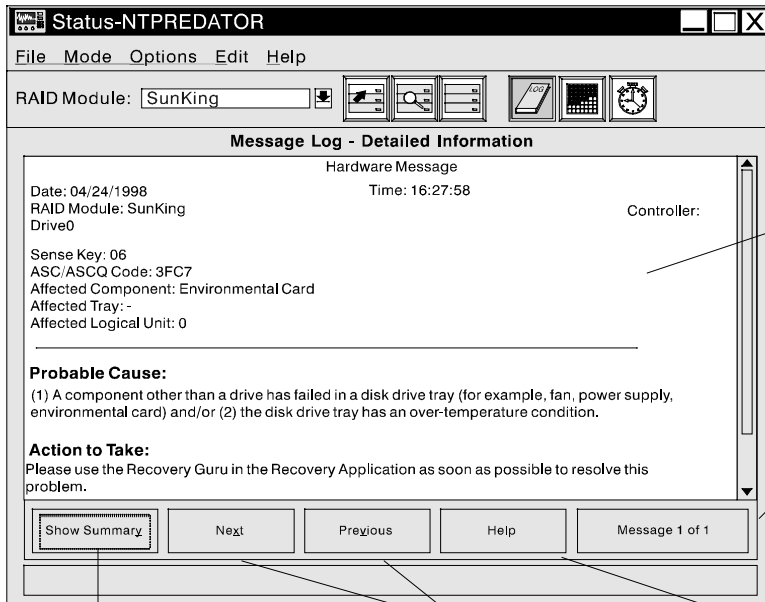 Status-NTPREDATOR
File Mode Options Edit Help
RAID Module: SunKing
LOG
Message Log - Detailed Information
Hardware Message
Date: 04/24/1998 Time: 16:27:58
RAID Module: SunKing Controller:
Drive0
Sense Key: 06
ASC/ASCQ Code: 3FC7
Affected Component: Environmental Card
Affected Tray: -
Affected Logical Unit: 0
Probable Cause:
(1) A component other than a drive has failed in a disk drive tray (for example, fan, power supply,
environmental card) and/or (2) the disk drive tray has an over-temperature condition.
Action to Take:
Please use the Recovery Guru in the Recovery Application as soon as possible to resolve this
problem.
Show Summary Next Previous Help Message 1 of 1